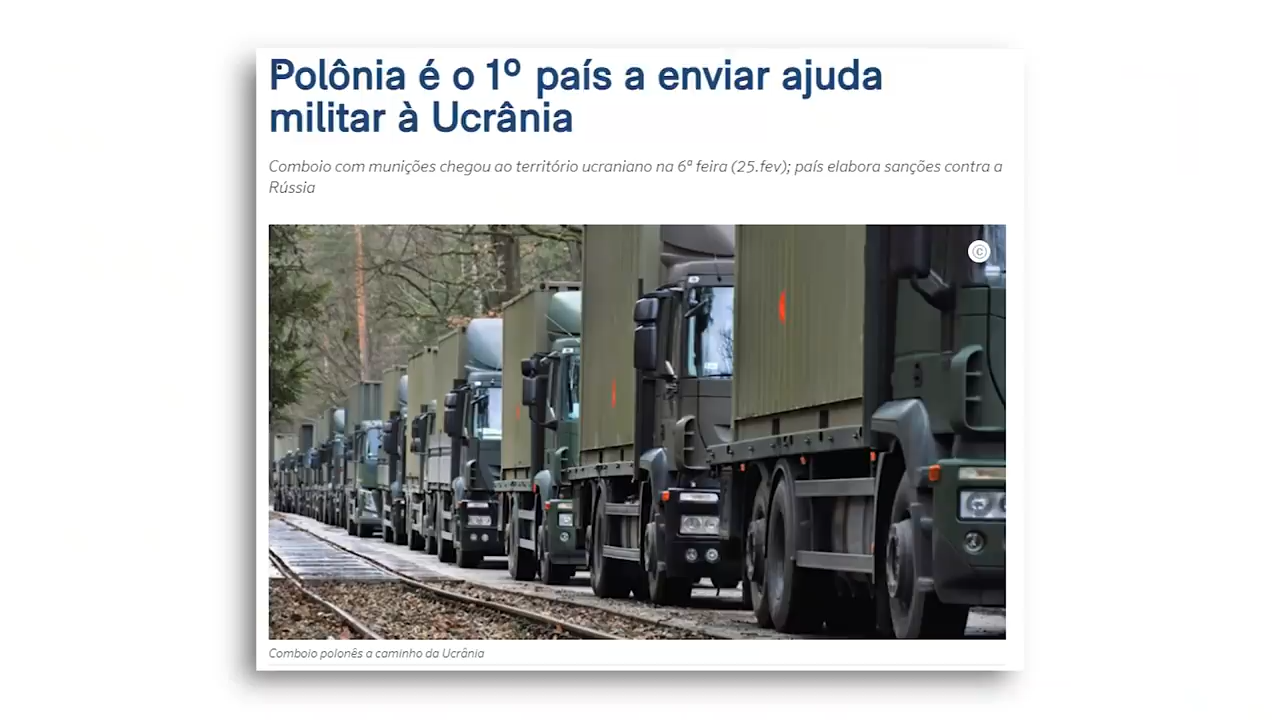 Polônia é o 1º país a enviar ajuda
militar à Ucrânia
Comboio com munições chegou ao território ucraniano na 6ª feira (25.fev); país elabora sanções contra a
Rússia
©
Comboio polonês a caminho da Ucrânia